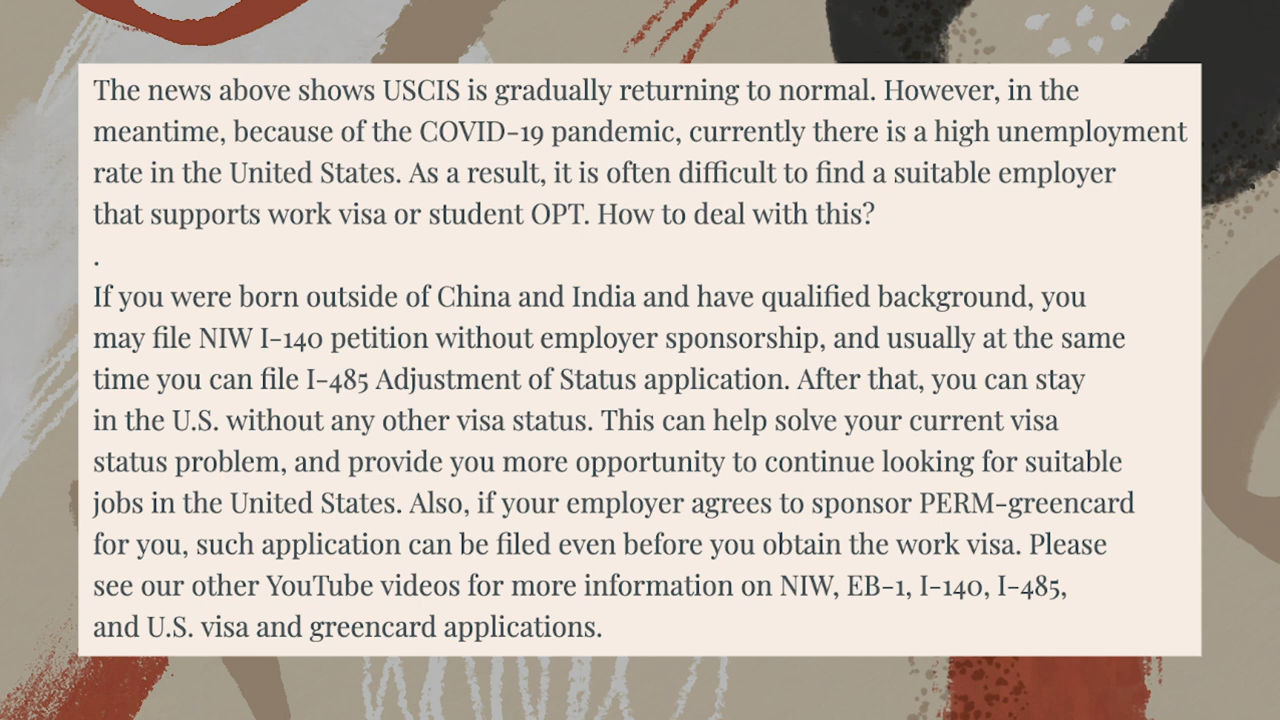 The news above shows USCIS is gradually returning to normal. However, in the
meantime, because of the COVID-19 pandemic, currently there is a high unemployment
rate in the United States. As a result, it is often difficult to find a suitable employer
that supports work visa or student OPT. How to deal with this?
.
If you were born outside of China and India and have qualified background, you
may file NIW I-140 petition without employer sponsorship, and usually at the same
time you can file I-485 Adjustment of Status application. After that, you can stay
in the U.S. without any other visa status. This can help solve your current visa
status problem, and provide you more opportunity to continue looking for suitable
jobs in the United States. Also, if your employer agrees to sponsor PERM-greencard
for you, such application can be filed even before you obtain the work visa. Please
see our other YouTube videos for more information on NIW, EB-1, I-140, I-485,
and U.S. visa and greencard applications.